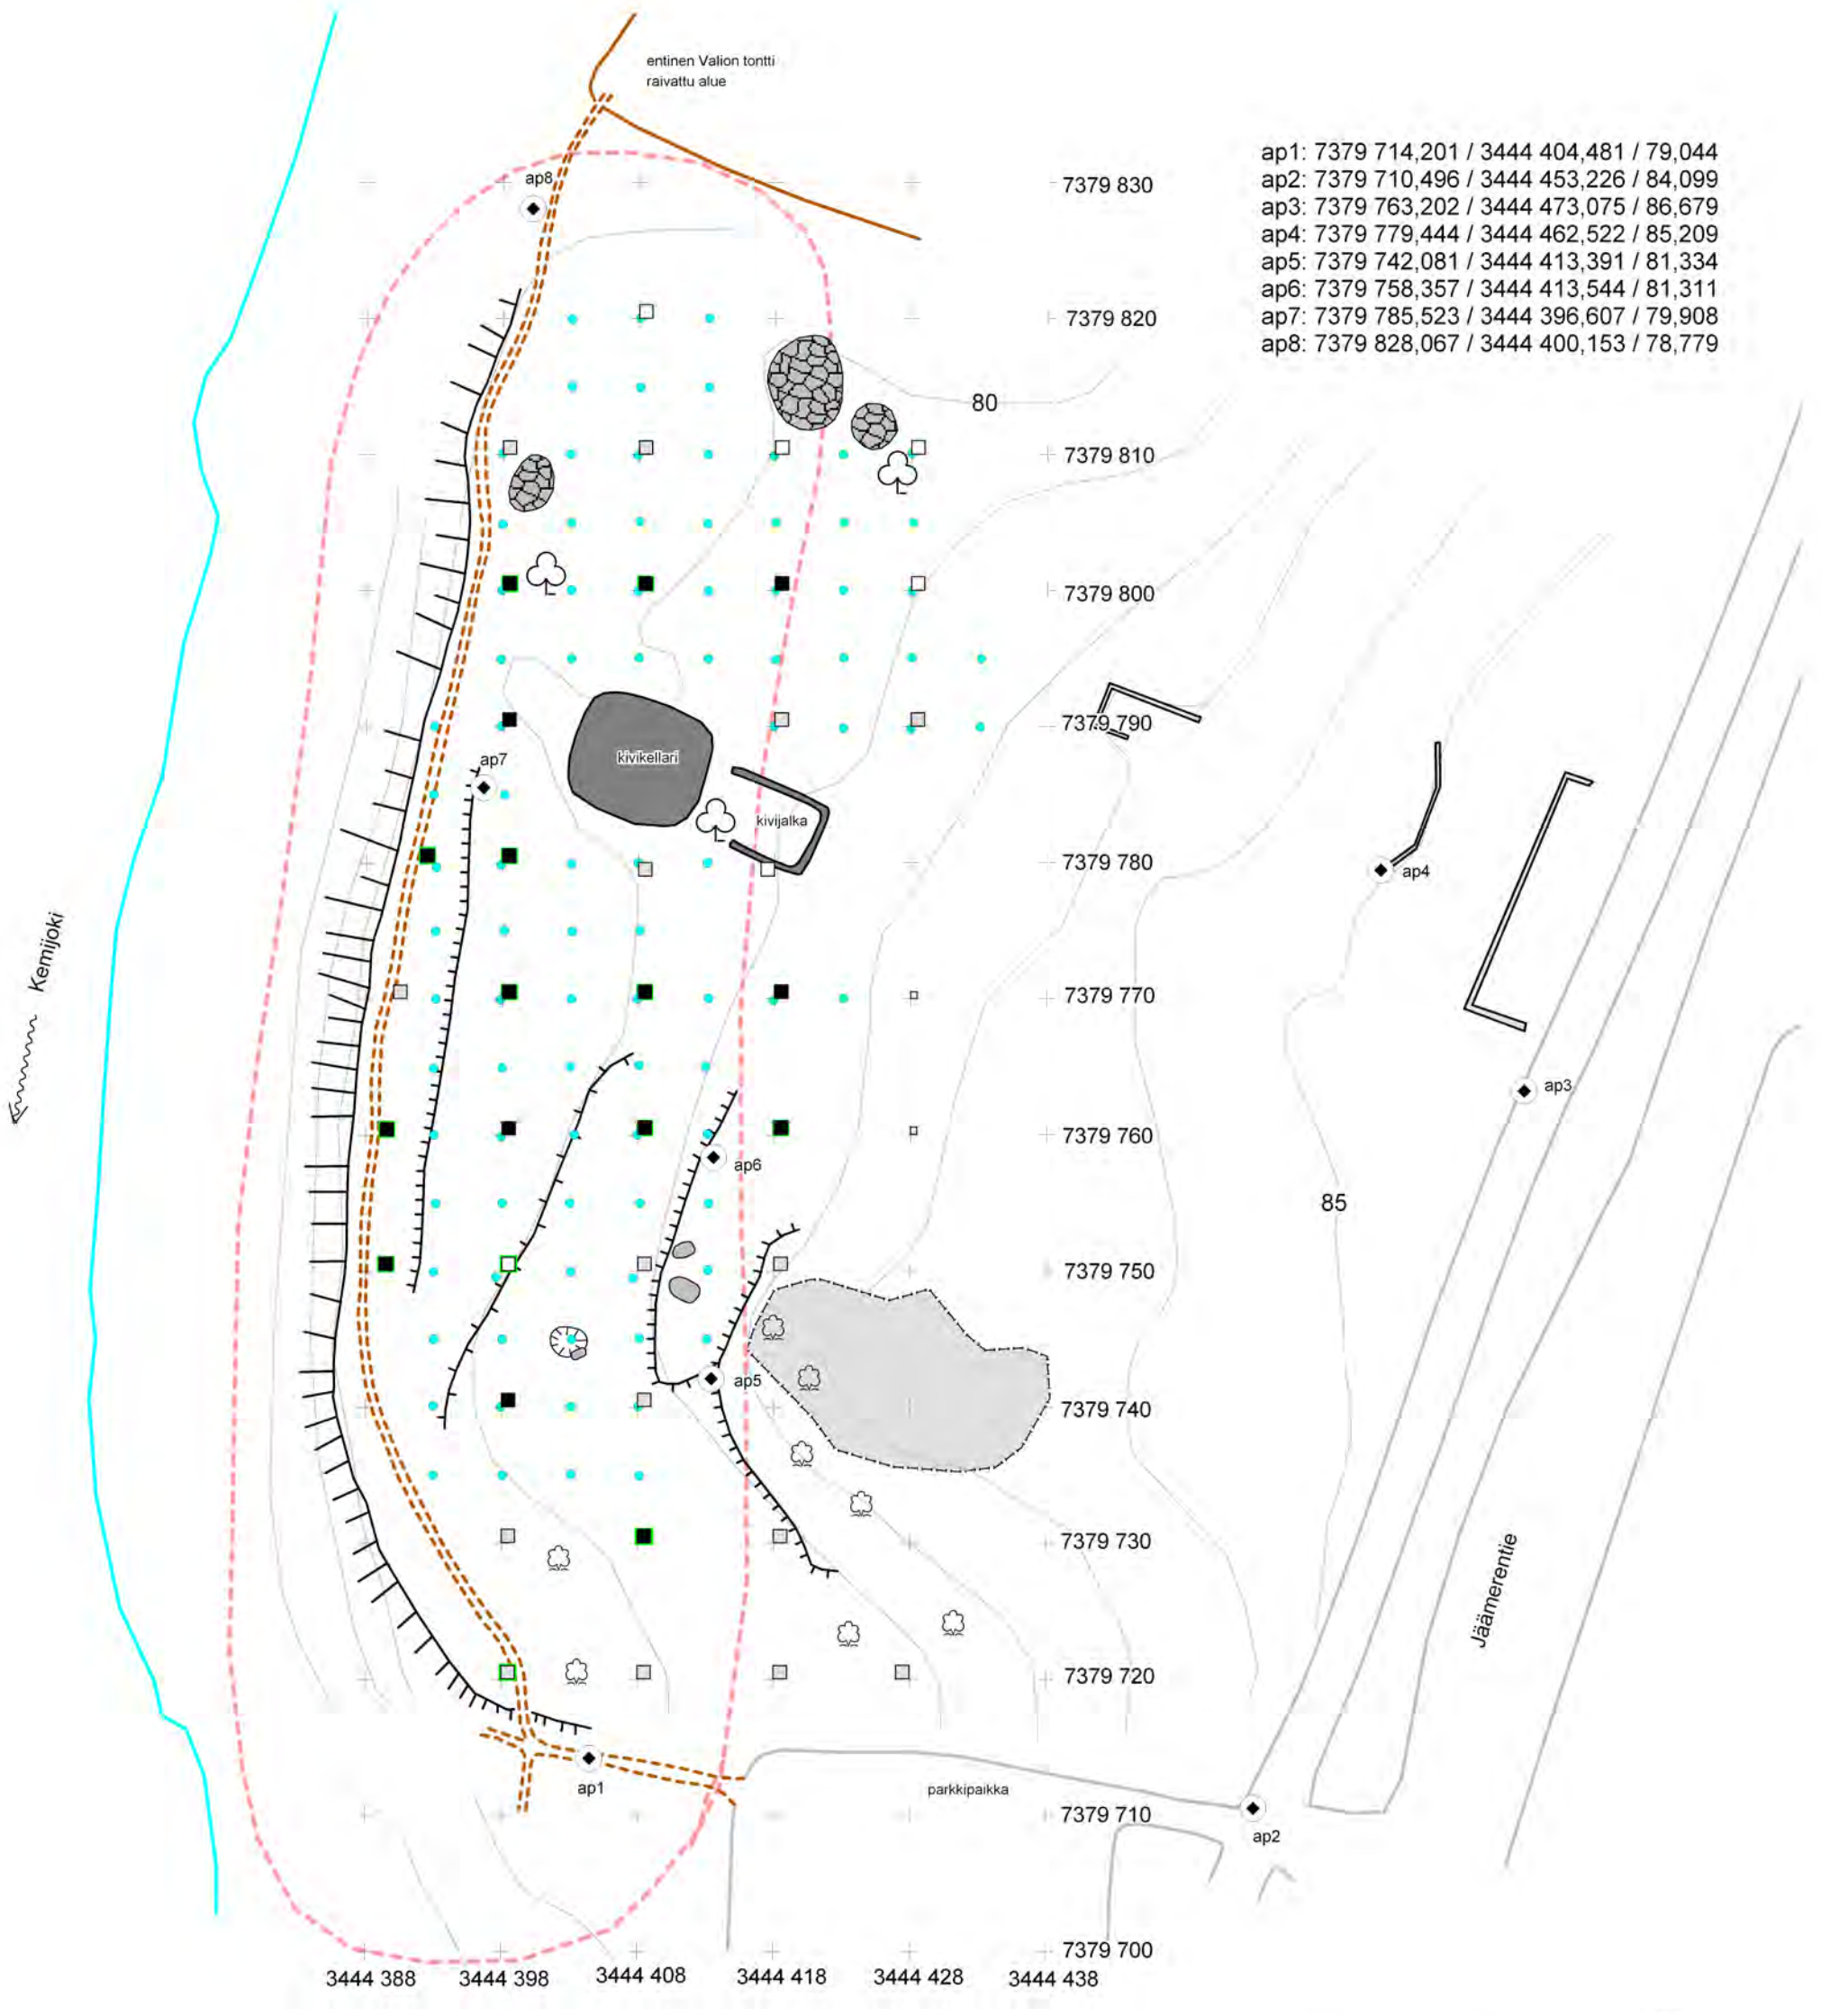 entinen Valion tontti
raivattu alue
ap1: 7379 714,201 / 3444 404,481 / 79,044
ap2: 7379 710,496 / 3444 453,226 / 84,099
ap3: 7379 763,202 / 3444 473,075 / 86,679
ap4: 7379 779,444 / 3444 462,522 / 85,209
ap5: 7379 742,081 / 3444 413,391 / 81,334
ap6: 7379 758,357 / 3444 413,544 / 81,311
ap7: 7379 785,523 / 3444 396,607 / 79,908
ap8: 7379 828,067 / 3444 400,153 / 78,779
ap8
7379 830
7379 820
80
7379 810
7379 800
7379 790
kivikellari
ap7
kivijalka
7379 780
ap4
Kemijoki
7379 770
ap3
7379 760
ap6
85
7379 750
ap5
7379 740
7379 730
Jäämerentie
7379 720
ap1
parkkipaikka
7379 710
ap2
7379 700
3444 388
3444 398
3444 408
3444 418
3444 428
3444 438